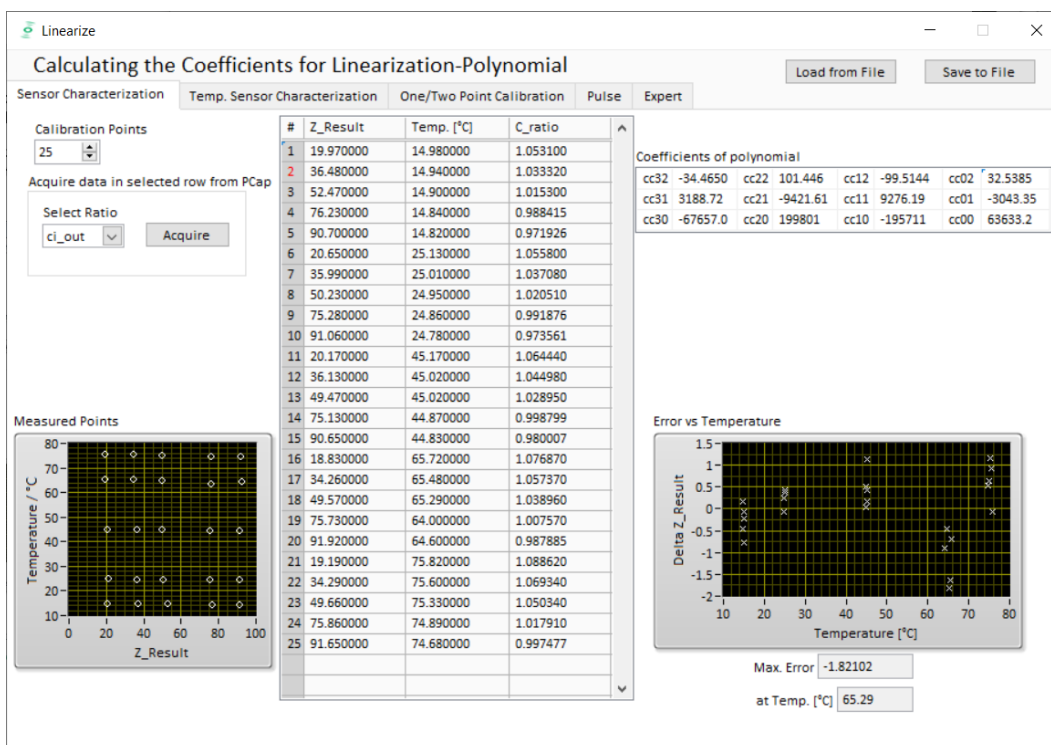 Linearize
Calculating the Coefficients for Linearization-Polynomial
Load from File
Save to File
Sensor Characterization
Temp. Sensor Characterization
One/Two Point Calibration
Pulse
Expert
Calibration Points
25
Acquire data in selected row from PCap
Select Ratio
ci_out
Acquire
# Z_Result Temp. [°C] C_ratio
1 19.970000 14.980000 1.053100
2 36.480000 14.940000 1.033320
3 52.470000 14.900000 1.015300
4 76.230000 14.840000 0.988415
5 90.700000 14.820000 0.971926
6 20.650000 25.130000 1.055800
7 35.990000 25.010000 1.037080
8 50.230000 24.950000 1.020510
9 75.280000 24.860000 0.991876
10 91.060000 24.780000 0.973561
11 20.170000 45.170000 1.064440
12 36.130000 45.020000 1.044980
13 49.470000 45.020000 1.028950
14 75.130000 44.870000 0.998799
15 90.650000 44.830000 0.980007
16 18.830000 65.720000 1.076870
17 34.260000 65.480000 1.057370
18 49.570000 65.290000 1.038960
19 75.730000 64.000000 1.007570
20 91.920000 64.600000 0.987885
21 19.190000 75.820000 1.088620
22 34.290000 75.600000 1.069340
23 49.660000 75.330000 1.050340
24 75.860000 74.890000 1.017910
25 91.650000 74.680000 0.997477
Coefficients of polynomial
cc32 -34.4650 cc22 101.446 cc12 -99.5144 cc02 32.5385
cc31 3188.72 cc21 -9421.61 cc11 9276.19 cc01 -3043.35
cc30 -67657.0 cc20 199801 cc10 -195711 cc00 63633.2
Measured Points
Temperature / °C
80
70
60
50
40
30
20
10
0 20 40 60 80 100
Z_Result
Error vs Temperature
Delta Z_Result
1.5
1
0.5
0
-0.5
-1
-1.5
-2
10 20 30 40 50 60 70 80
Temperature [°C]
Max. Error -1.82102
at Temp. [°C] 65.29